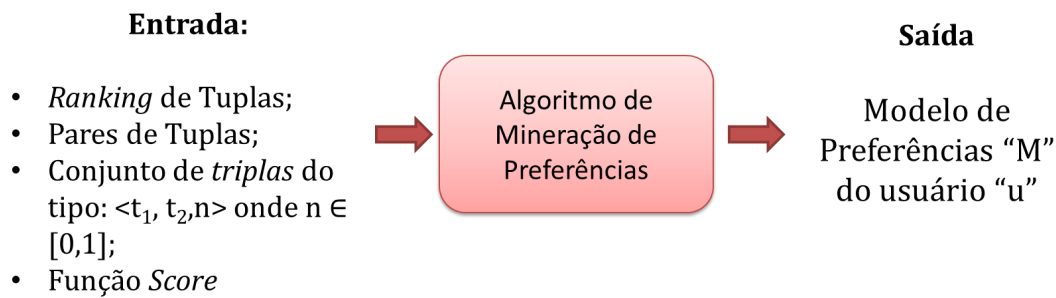 Entrada:
• Ranking de Tuplas;
• Pares de Tuplas;
• Conjunto de triplas do
tipo: <t₁, t₂,n> onde n ∈
[0,1];
• Função Score
Algoritmo de
Mineração de
Preferências
Saída
Modelo de
Preferências “M”
do usuário “u”